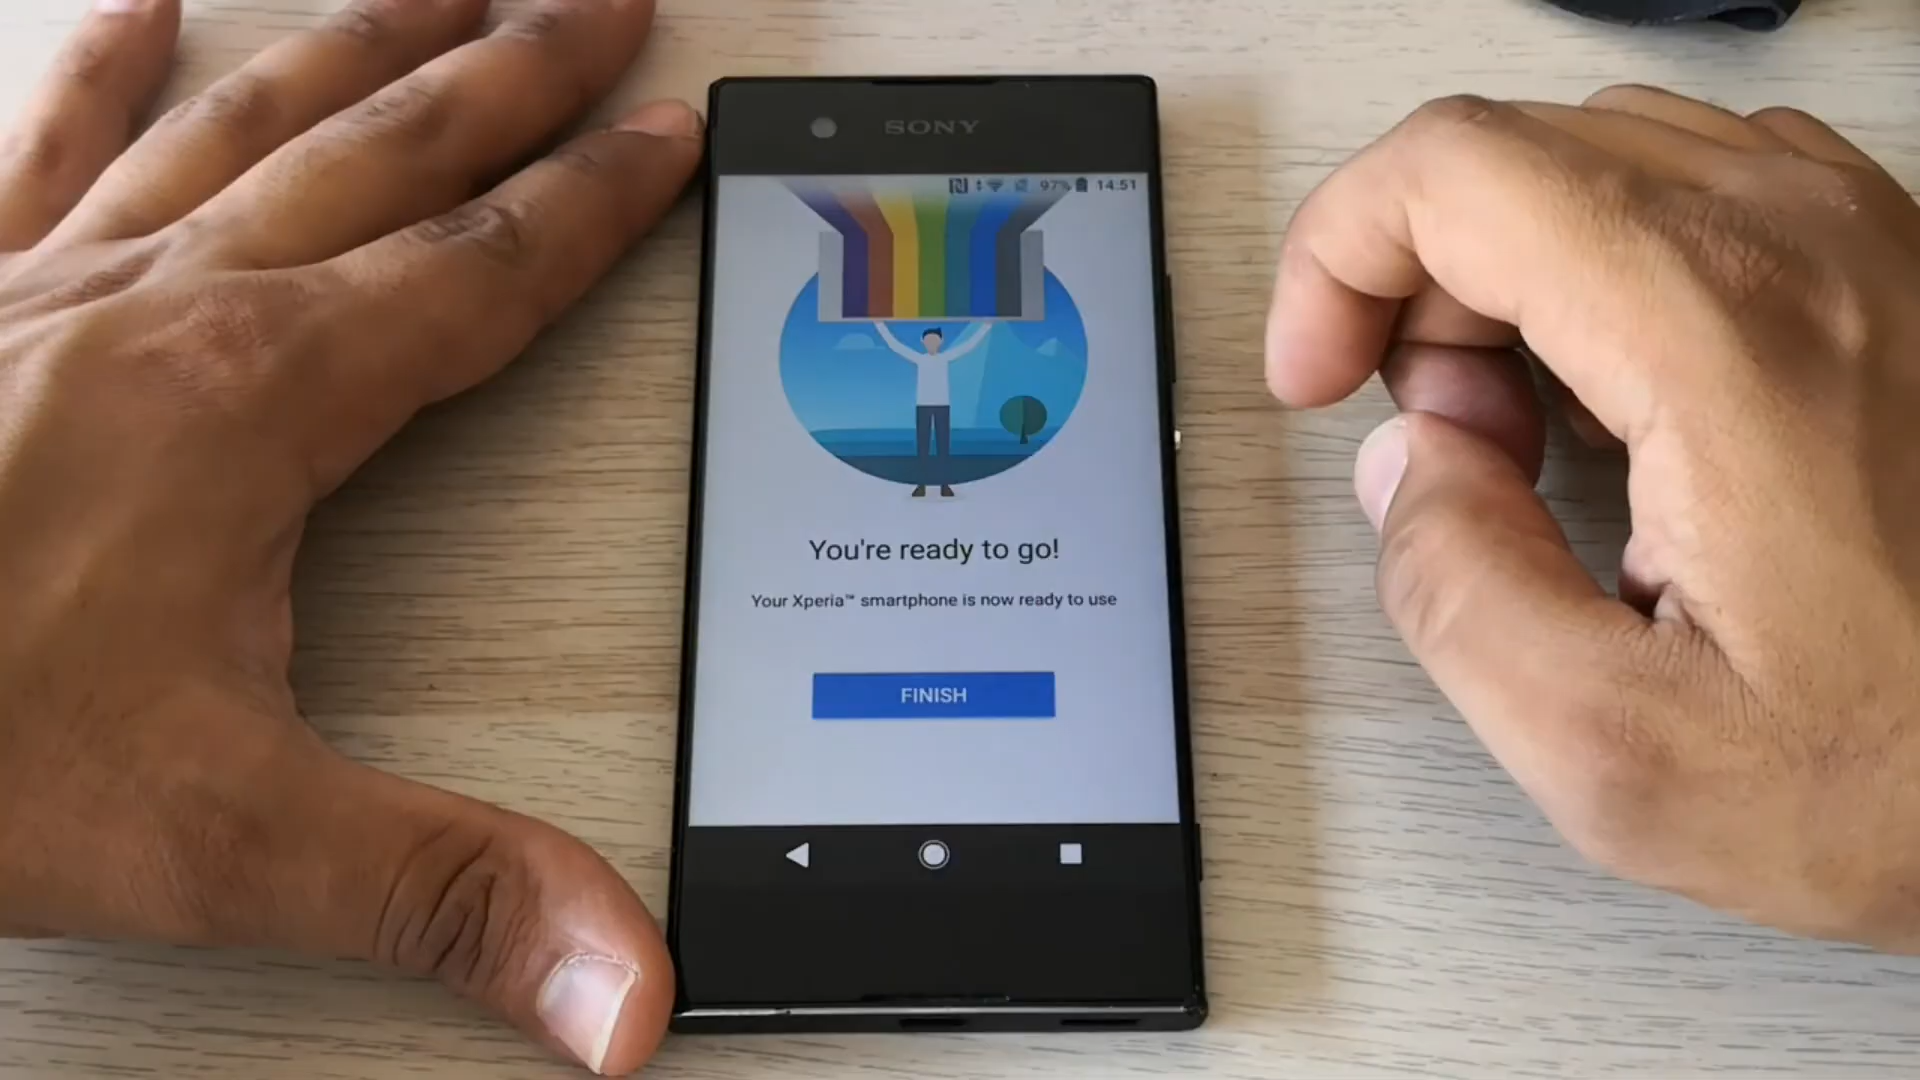 SONY
97% 14:51
You're ready to go!
Your Xperia™ smartphone is now ready to use
FINISH